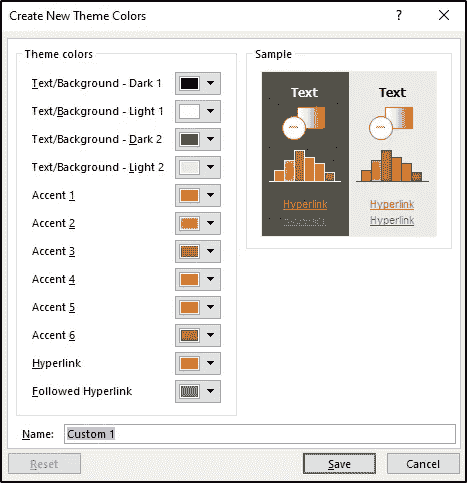 Create New Theme Colors
Theme colors
Text/Background - Dark 1
Text/Background - Light 1
Text/Background - Dark 2
Text/Background - Light 2
Accent 1
Accent 2
Accent 3
Accent 4
Accent 5
Accent 6
Hyperlink
Followed Hyperlink
Sample
Text Text
Hyperlink Hyperlink
Hyperlink
Name: Custom 1
Reset Save Cancel